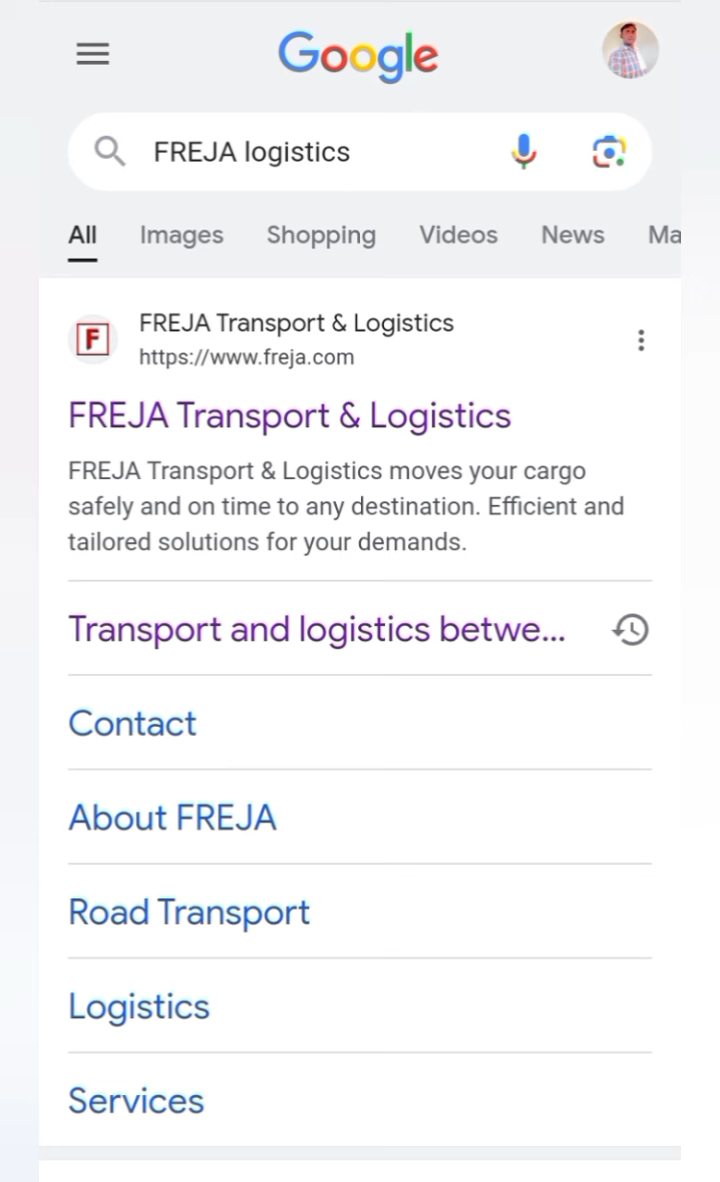 Google
FREJA logistics
All Images Shopping Videos News Ma
F
FREJA Transport & Logistics
https://www.freja.com
FREJA Transport & Logistics
FREJA Transport & Logistics moves your cargo
safely and on time to any destination. Efficient and
tailored solutions for your demands.
Transport and logistics betwe...
Contact
About FREJA
Road Transport
Logistics
Services